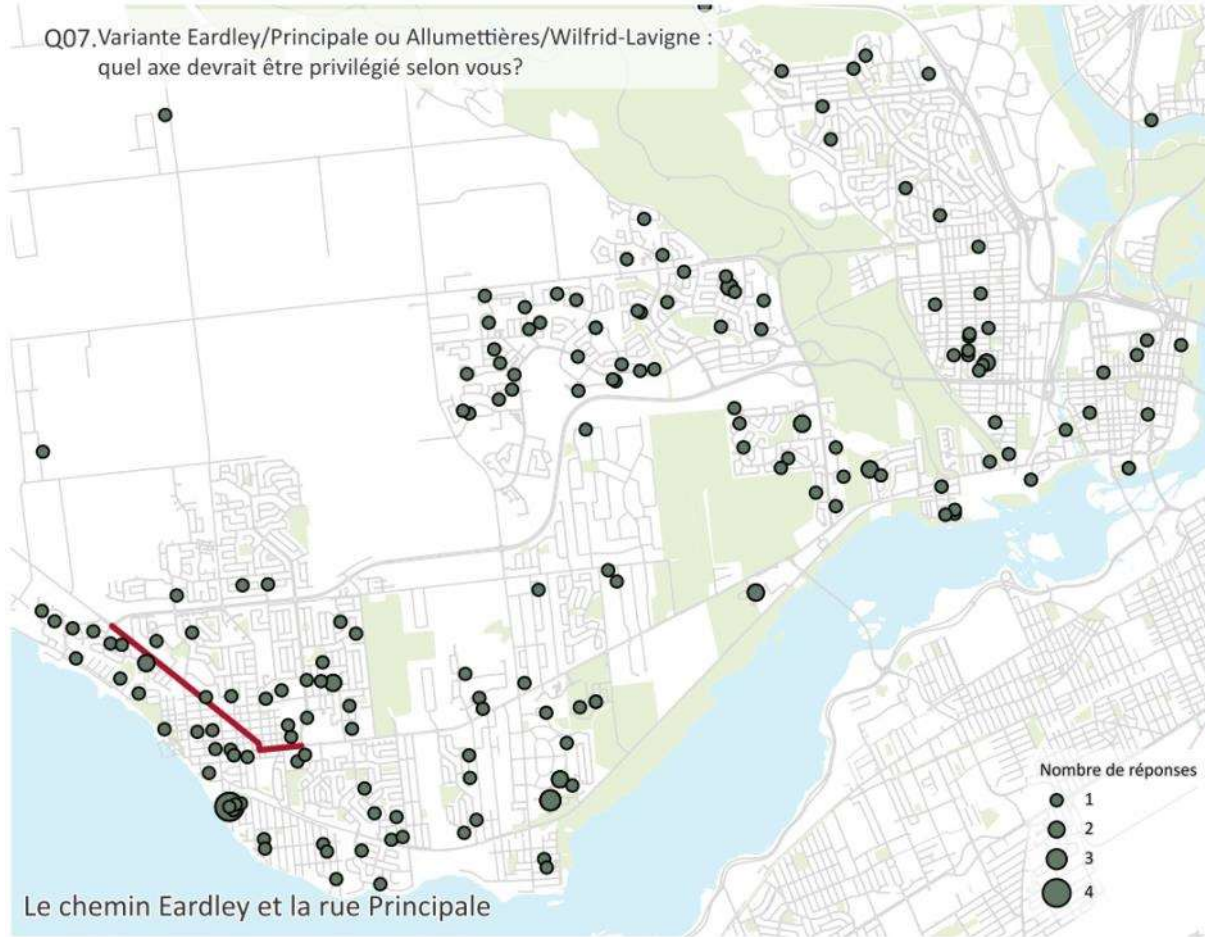 Q07. Variante Eardley/Principale ou Allumettières/Wilfrid-Lavigne :
quel axe devrait être privilégié selon vous?
Nombre de réponses
1
2
3
4
Le chemin Eardley et la rue Principale